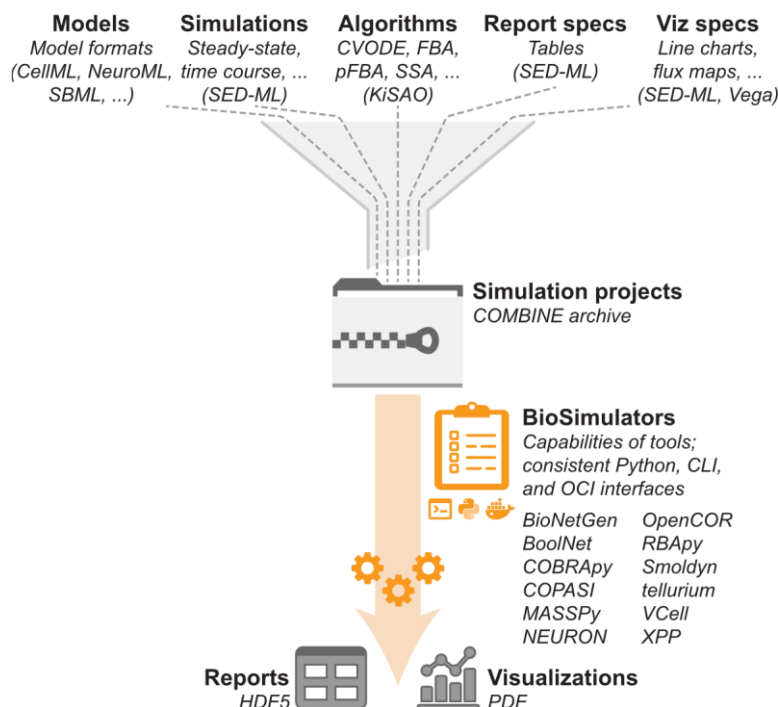 Models
Model formats
(CellML, NeuroML,
SBML, ...)
Simulations
Steady-state,
time course, ...
(SED-ML)
Algorithms
CVODE, FBA,
pFBA, SSA, ...
(KiSAO)
Report specs
Tables
(SED-ML)
Viz specs
Line charts,
flux maps, ...
(SED-ML, Vega)
Simulation projects
COMBINE archive
BioSimulators
Capabilities of tools;
consistent Python, CLI,
and OCI interfaces
BioNetGen
BoolNet
COBRApy
COPASI
MASSPy
NEURON
OpenCOR
RBApy
Smoldyn
tellurium
VCell
XPP
Reports
HDF5
Visualizations
PDF